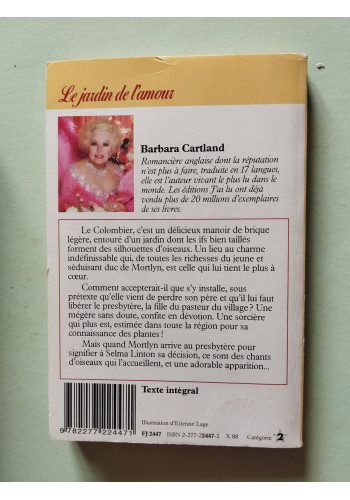 Le jardin de l'amour
Barbara Cartland
Romancière anglaise dont la réputation
n'est plus à faire, traduite en 17 langues,
elle est l'auteur vivant le plus lu dans le
monde. Les éditions J'ai lu ont déjà
vendu plus de 20 millions d'exemplaires
de ses livres.
Le Colombier, c'est un délicieux manoir de brique
légère, entouré d'un jardin dont les ifs bien taillés
forment des silhouettes d'oiseaux. Un lieu au charme
indéfinissable qui, de toutes les richesses du jeune et
séduisant duc de Mortlyn, est celle qui lui tient le plus à
cœur.
Comment accepterait-il que s'y installe, sous
prétexte qu'elle vient de perdre son père et qu'il lui faut
libérer le presbytère, la fille du pasteur du village? Une
mégère sans doute, confite en dévotion. Une sorcière
qui plus est, estimée dans toute la région pour sa
connaissance des plantes!
Mais quand Mortlyn arrive au presbytère pour
signifier à Selma Linton sa décision, ce sont des chants
d'oiseaux qui l'accueillent, et une adorable apparition...
Texte intégral
Illustration d'Etienne Lage
9 782277 224471
FJ 2447 ISBN 2-277-22447-2 X 88 Catégorie 2